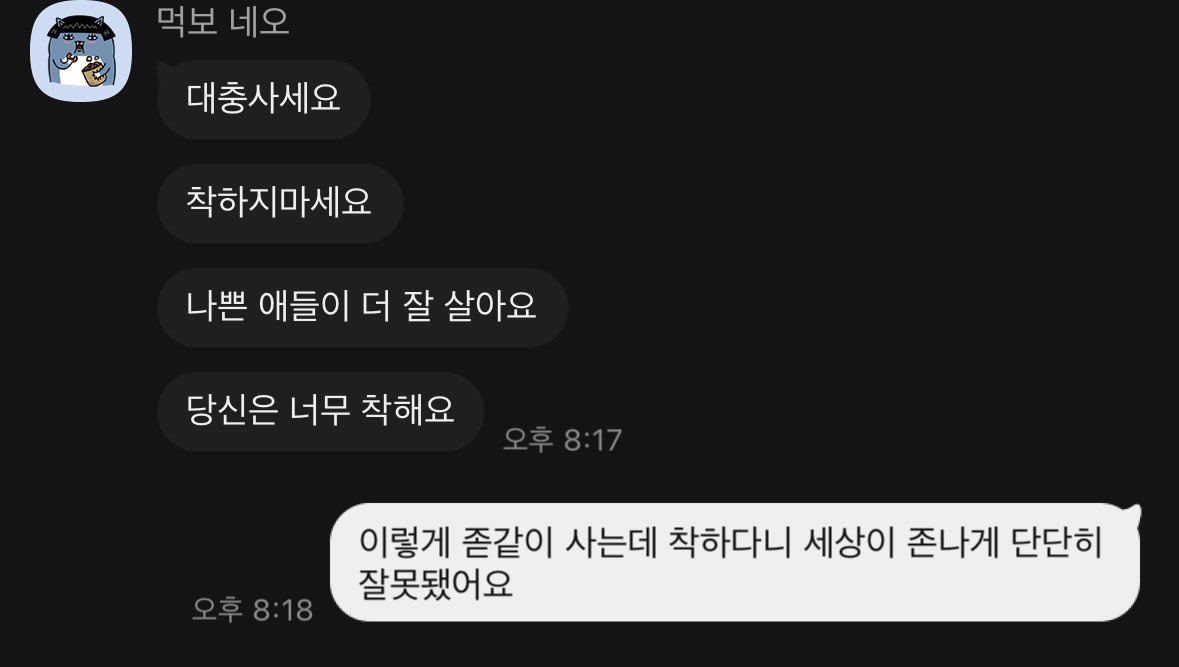 먹보 네오
대충사세요
착하지마세요
나쁜 애들이 더 잘 살아요
당신은 너무 착해요
오후 8:17
이렇게 좆같이 사는데 착하다니 세상이 존나게 단단히
잘못됐어요
오후 8:18